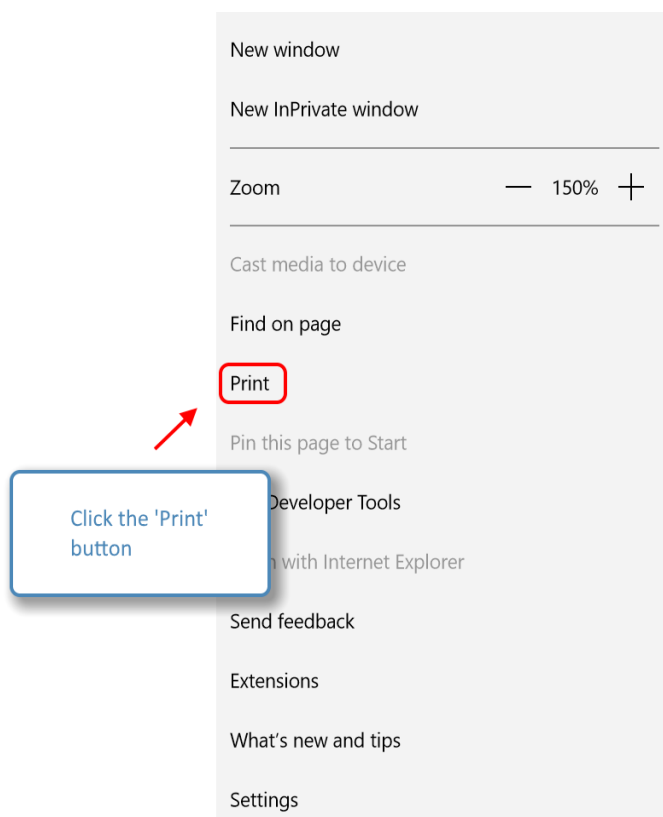 New window
New InPrivate window
Zoom — 150% +
Cast media to device
Find on page
Print
Pin this page to Start
Developer Tools
Click the 'Print'
button
with Internet Explorer
Send feedback
Extensions
What's new and tips
Settings